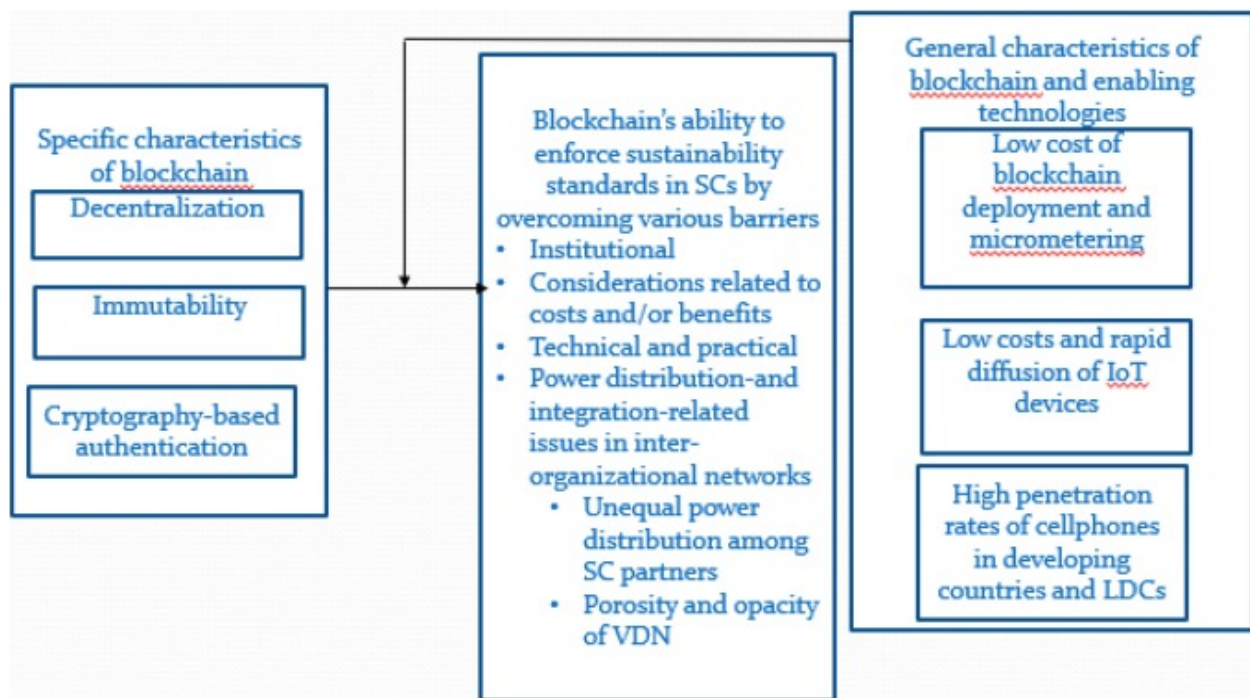 Specific characteristics
of blockchain
Decentralization
Immutability
Cryptography-based
authentication
Blockchain's ability to
enforce sustainability
standards in SCs by
overcoming various barriers
• Institutional
• Considerations related to
costs and/or benefits
• Technical and practical
• Power distribution-and
integration-related
issues in inter-
organizational networks
• Unequal power
distribution among
SC partners
• Porosity and opacity
of VDN
General characteristics of
blockchain and enabling
technologies
Low cost of
blockchain
deployment and
micrometering
Low costs and rapid
diffusion of IoT
devices
High penetration
rates of cellphones
in developing
countries and LDCs